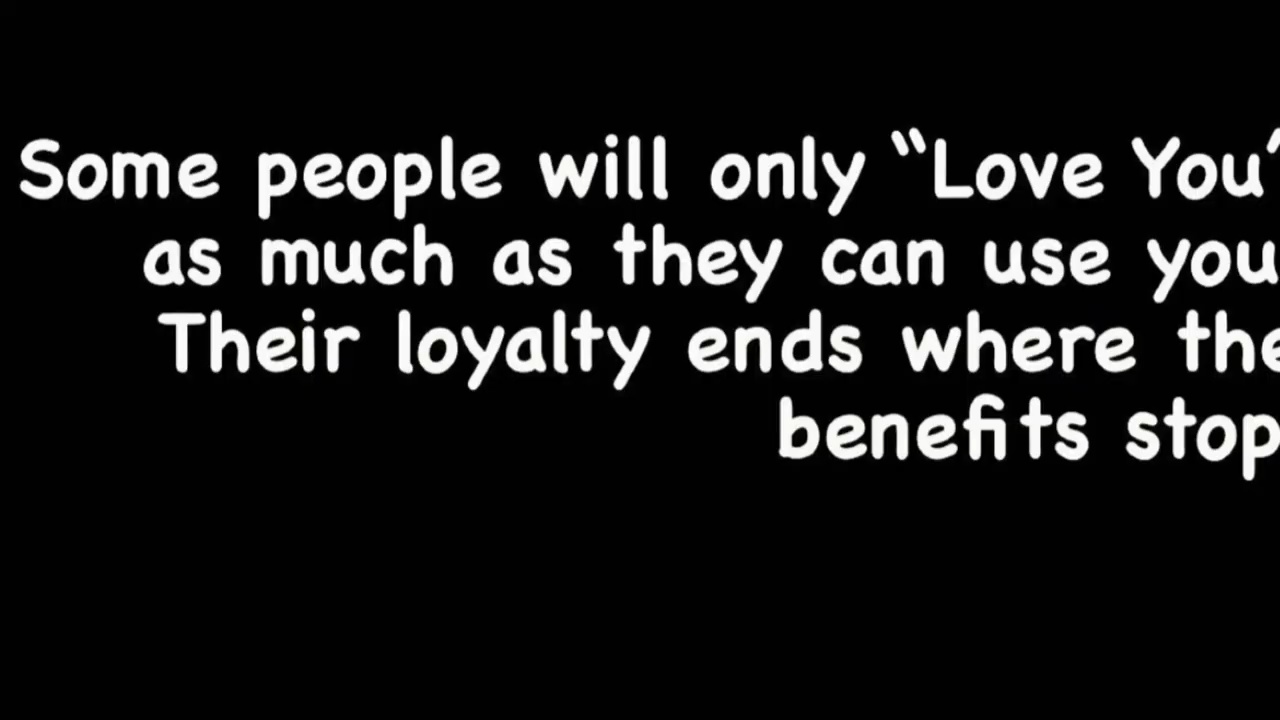 Some people will only “Love You”
as much as they can use you
Their loyalty ends where the
benefits stop